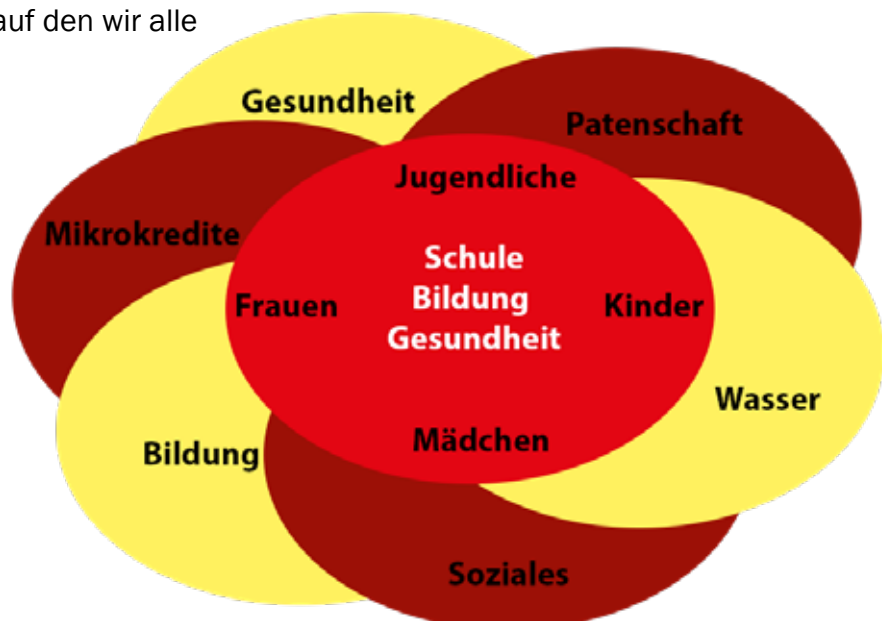 auf den wir alle
Gesundheit
Patenschaft
Jugendliche
Mikrokredite
Schule
Bildung
Gesundheit
Frauen
Kinder
Wasser
Mädchen
Bildung
Soziales